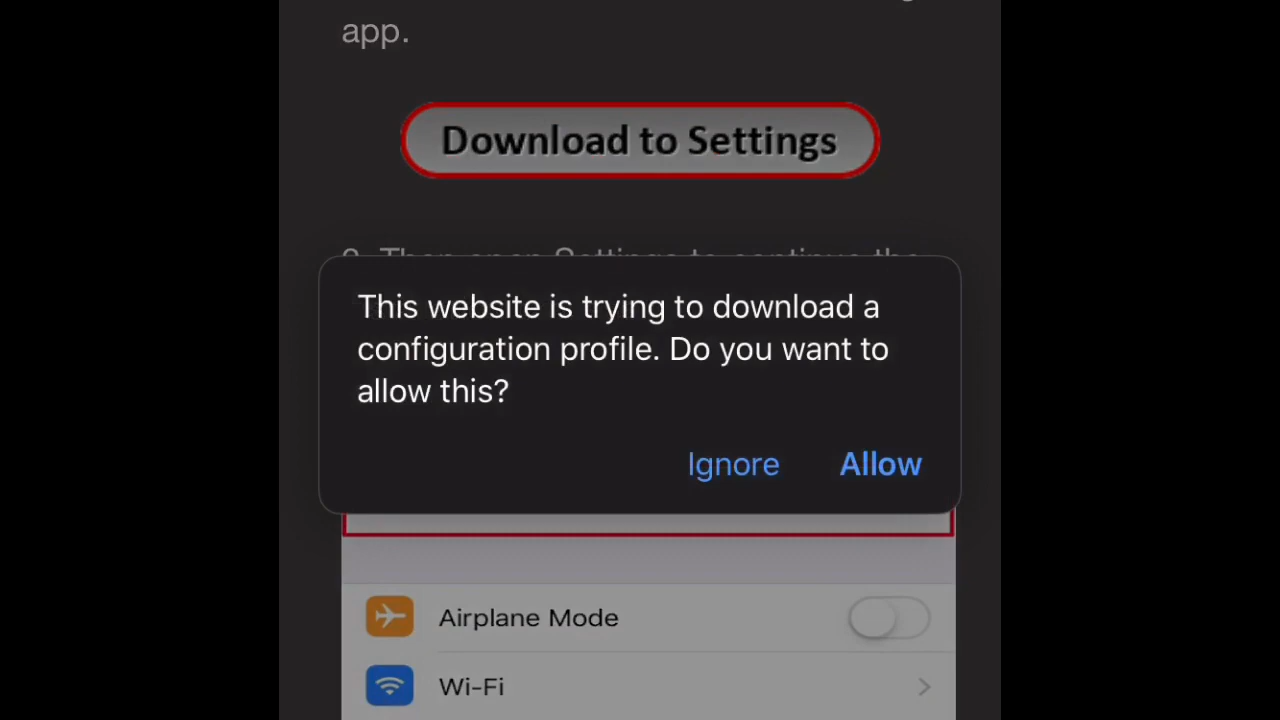 app.
Download to Settings
This website is trying to download a
configuration profile. Do you want to
allow this?
Ignore
Allow
Airplane Mode
Wi-Fi